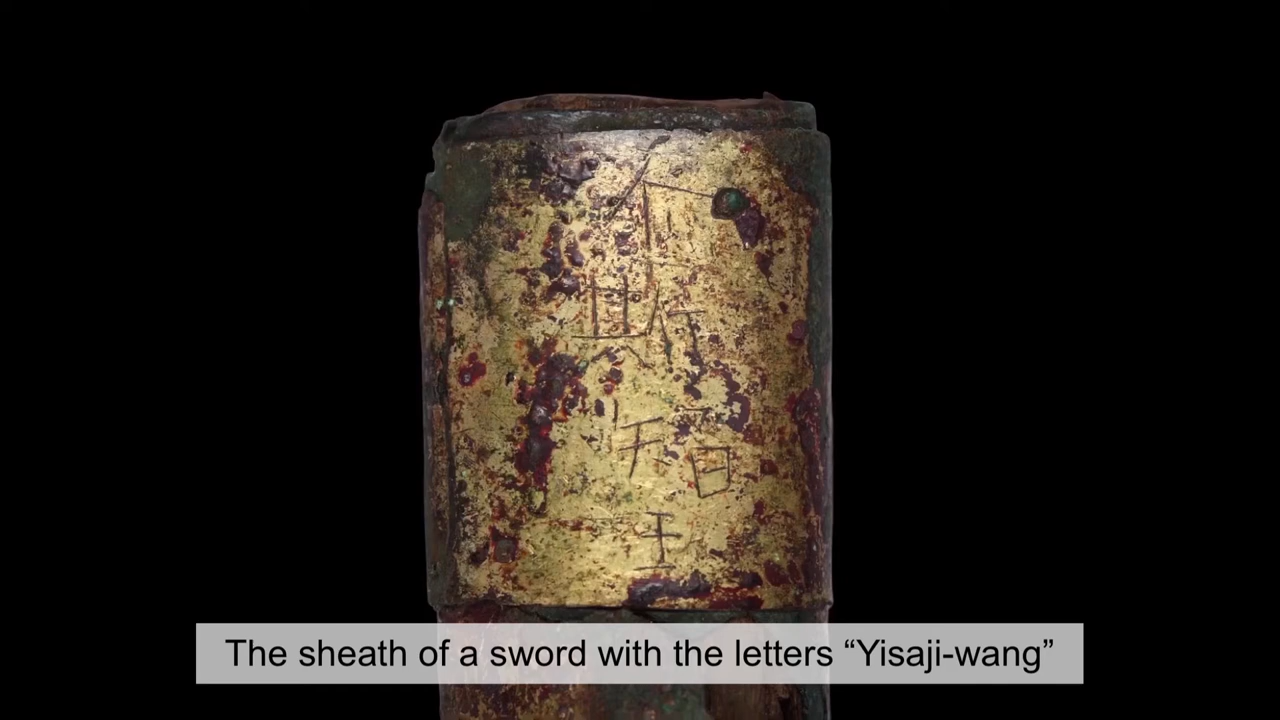 尒斯智王
The sheath of a sword with the letters “Yisaji-wang”